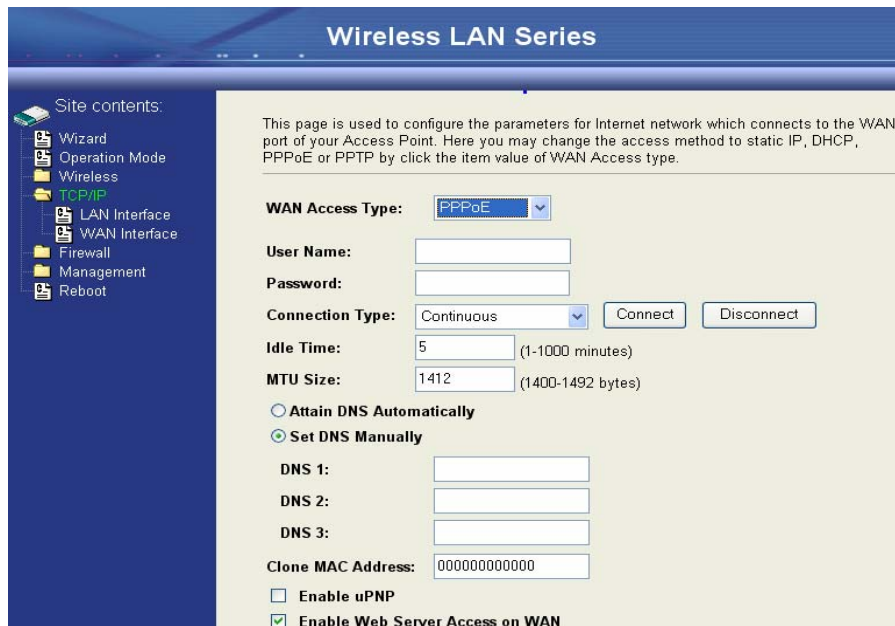 Wireless LAN Series
Site contents:
Wizard
Operation Mode
Wireless
TCP/IP
LAN Interface
WAN Interface
Firewall
Management
Reboot
This page is used to configure the parameters for Internet network which connects to the WAN
port of your Access Point. Here you may change the access method to static IP, DHCP,
PPPoE or PPTP by click the item value of WAN Access type.
WAN Access Type: PPPoE
User Name:
Password:
Connection Type: Continuous Connect Disconnect
Idle Time: 5 (1-1000 minutes)
MTU Size: 1412 (1400-1492 bytes)
Attain DNS Automatically
Set DNS Manually
DNS 1:
DNS 2:
DNS 3:
Clone MAC Address: 000000000000
Enable uPNP
Enable Web Server Access on WAN